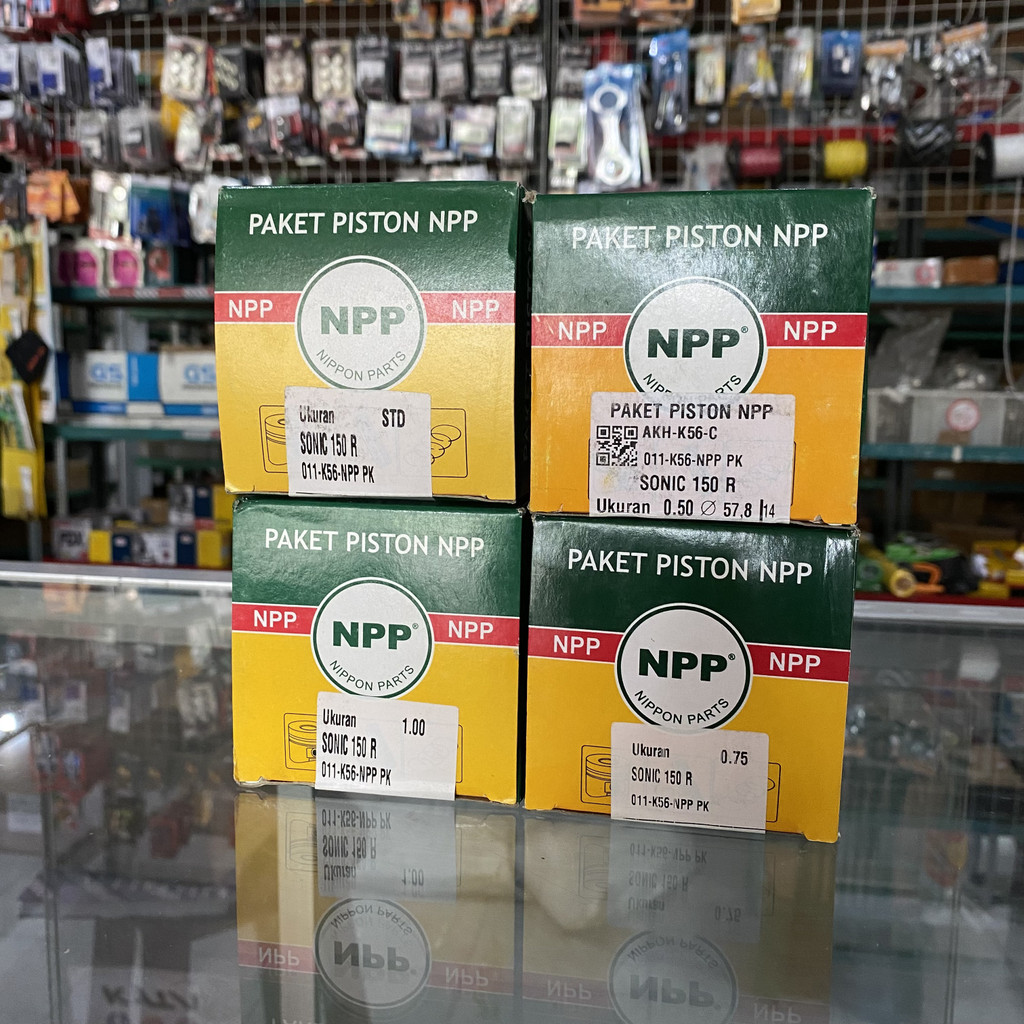 PAKET PISTON NPP
NPP
NPP®
NPP
NIPPON PARTS
Ukuran STD
SONIC 150 R
011-K56-NPP PK
PAKET PISTON NPP
NPP
NPP®
NPP
PAKET PISTON NPP
AKH-K56-C
011-K56-NPP PK
SONIC 150 R
Ukuran 0.50 ∅ 57.8 |14
PAKET PISTON NPP
NPP
NPP®
NPP
NIPPON PARTS
Ukuran 1.00
SONIC 150 R
011-K56-NPP PK
PAKET PISTON NPP
NPP
NPP®
NPP
NIPPON PARTS
Ukuran 0.75
SONIC 150 R
011-K56-NPP PK
GS
GS